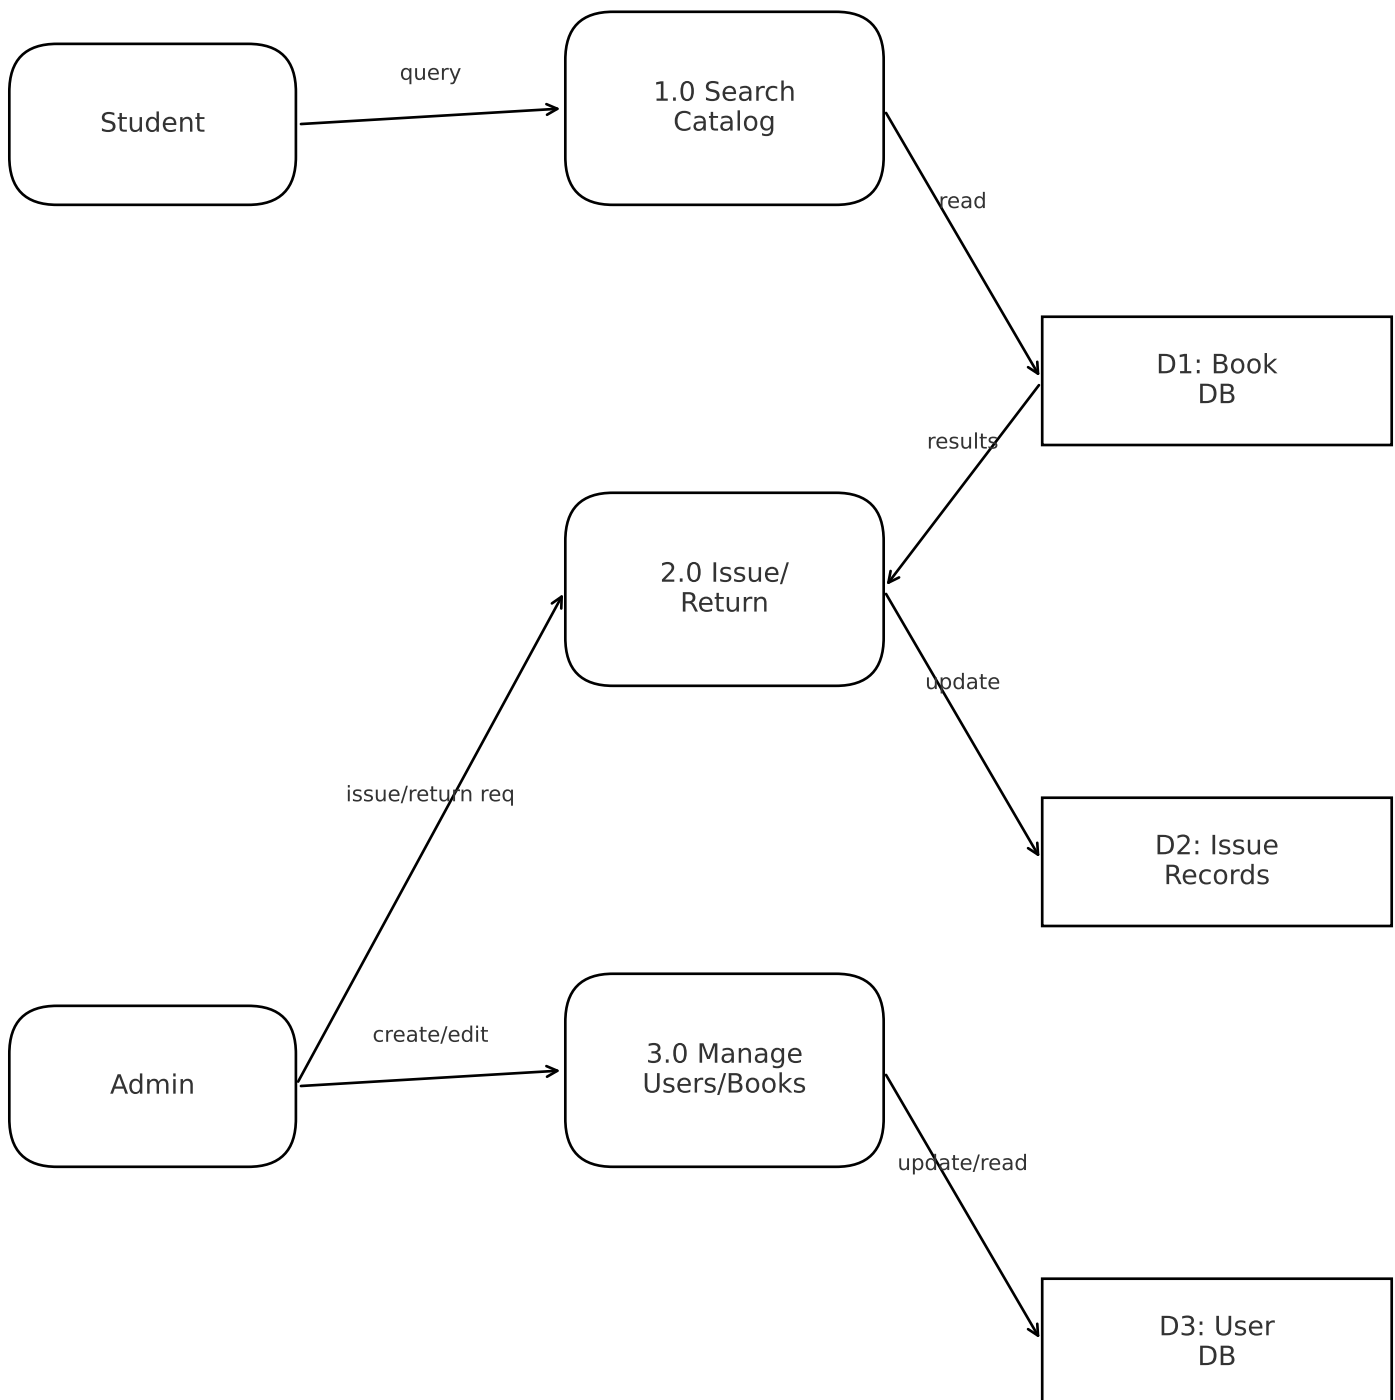 query
Student
1.0 Search
Catalog
read
D1: Book
DB
results
2.0 Issue/
Return
update
issue/return req
D2: Issue
Records
create/edit
Admin
3.0 Manage
Users/Books
update/read
D3: User
DB